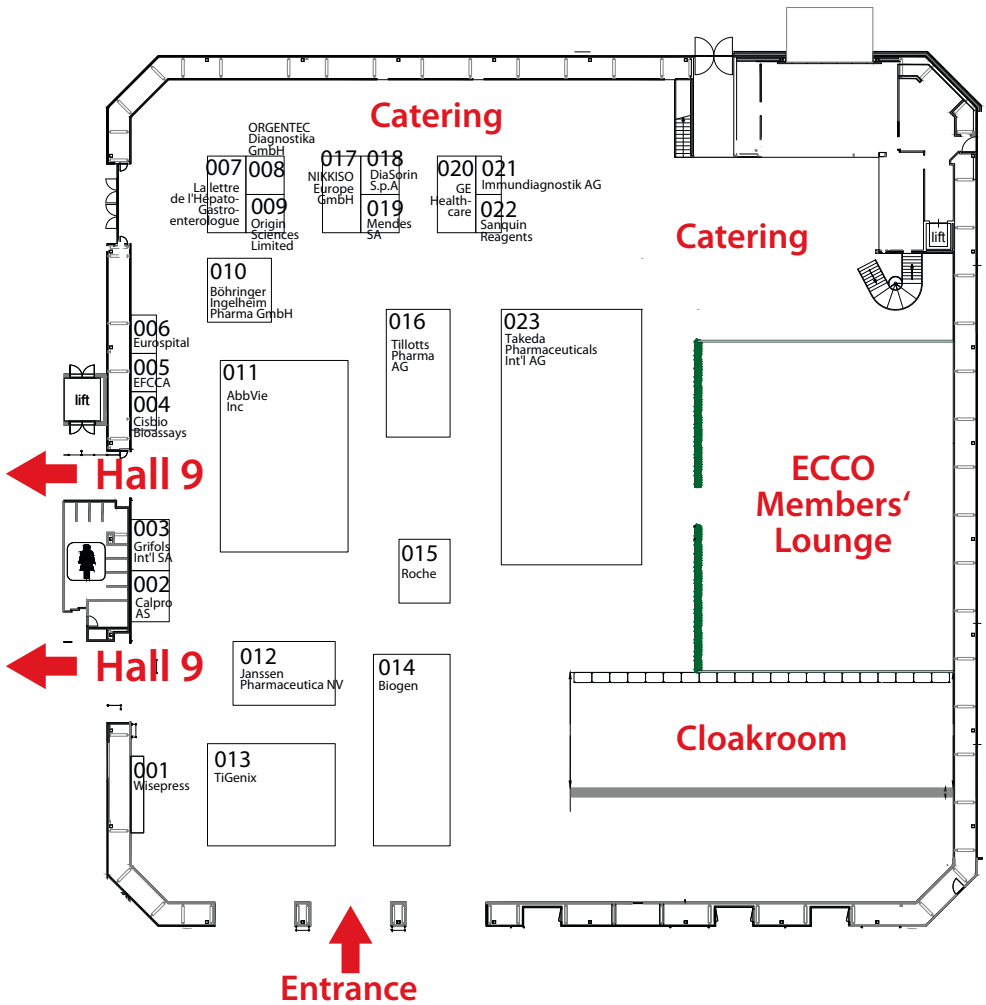 Catering
ORGENTEC
Diagnostika
GmbH
007
La lettre
de l'Hépato-
Gastro-
enterologue
008
009
Origin
Sciences
Limited
017
NIKKISO
Europe
GmbH
018
DiaSorin
S.p.A
019
Mendes
SA
020
GE
Health-
care
021
Immundiagnostik AG
022
Sanquin
Reagents
Catering
lift
010
Böhringer
Ingelheim
Pharma GmbH
006
Eurospital
005
EFCCA
004
Cisbio
Bioassays
lift
011
AbbVie
Inc
016
Tillotts
Pharma
AG
023
Takeda
Pharmaceuticals
Int'l AG
Hall 9
ECCO
Members‘
Lounge
003
Grifols
Int'l SA
002
Calpro
AS
015
Roche
Hall 9
012
Janssen
Pharmaceutica NV
014
Biogen
Cloakroom
001
Wisepress
013
TiGenix
Entrance